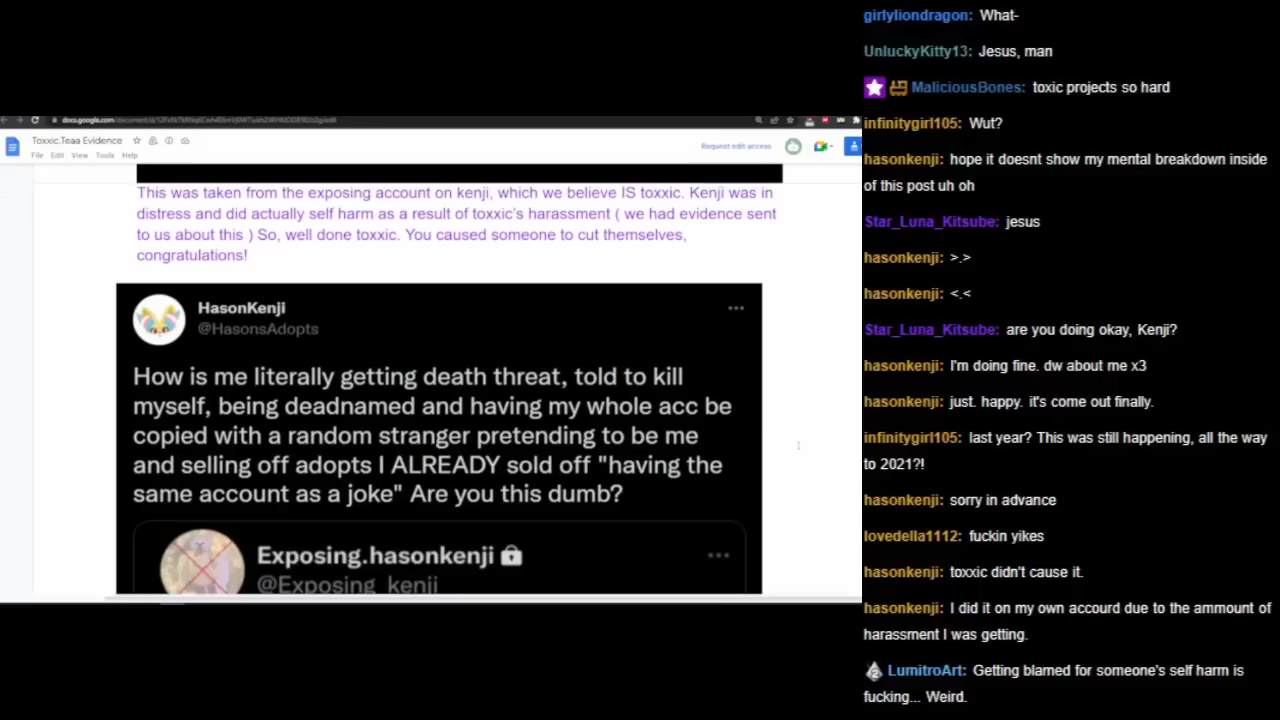 docs.google.com
Toxxic.Teaa Evidence
File Edit View Tools Help
Request edit access
This was taken from the exposing account on kenji, which we believe IS toxxic. Kenji was in
distress and did actually self harm as a result of toxxic's harassment ( we had evidence sent
to us about this ) So, well done toxxic. You caused someone to cut themselves,
congratulations!
HasonKenji
@HasonsAdopts
How is me literally getting death threat, told to kill
myself, being deadnamed and having my whole acc be
copied with a random stranger pretending to be me
and selling off adopts I ALREADY sold off "having the
same account as a joke" Are you this dumb?
Exposing.hasonkenji
@Exposing_kenji
girlyliondragon: What-
UnluckyKitty13: Jesus, man
MaliciousBones: toxic projects so hard
infinitygirl105: Wut?
hasonkenji: hope it doesnt show my mental breakdown inside
of this post uh oh
Star_Luna_Kitsube: jesus
hasonkenji: >.>
hasonkenji: <.<
Star_Luna_Kitsube: are you doing okay, Kenji?
hasonkenji: I'm doing fine. dw about me x3
hasonkenji: just. happy. it's come out finally.
infinitygirl105: last year? This was still happening, all the way
to 2021?!
hasonkenji: sorry in advance
lovedella1112: fuckin yikes
hasonkenji: toxxic didn't cause it.
hasonkenji: I did it on my own accourd due to the ammount of
harassment I was getting.
LumitroArt: Getting blamed for someone's self harm is
fucking... Weird.